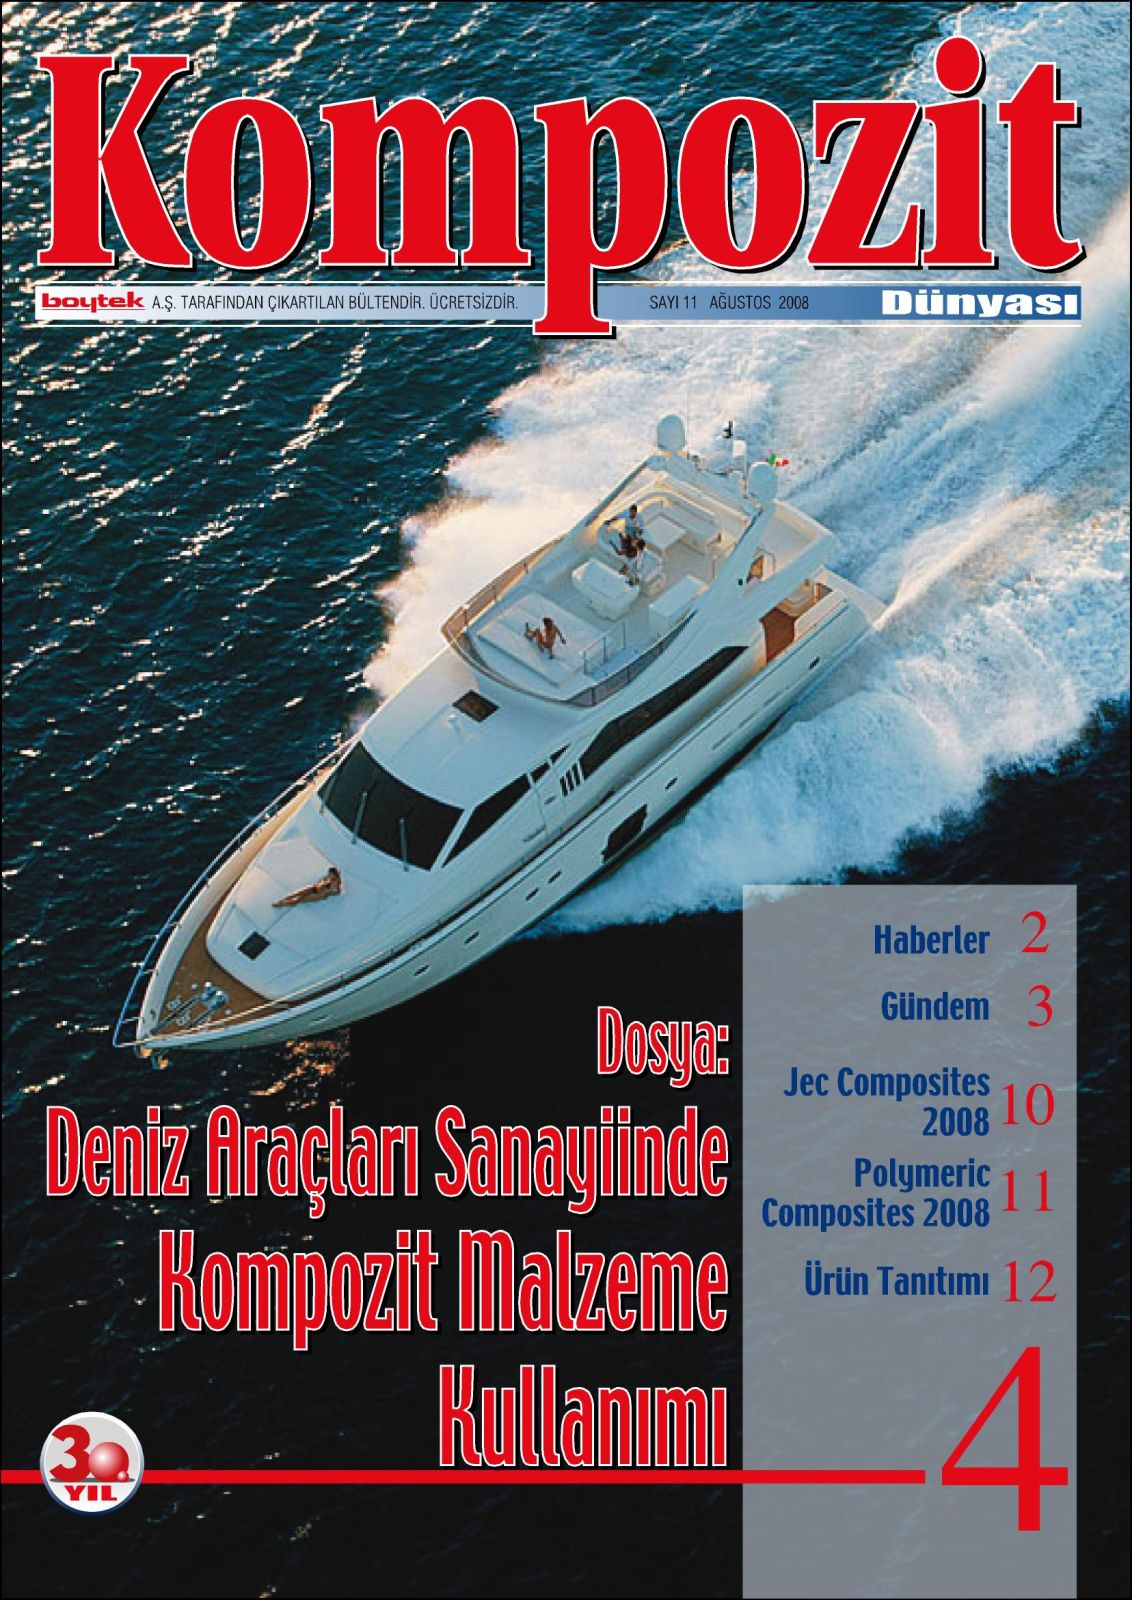 Kompozit
boytek A.Ş. TARAFINDAN ÇIKARTILAN BÜLTENDİR. ÜCRETSİZDİR.
SAYI 11 AĞUSTOS 2008
Dünyası
Haberler 2
Gündem 3
Jec Composites
2008 10
Polymeric
Composites 2008 11
Ürün Tanıtımı 12
Dosya:
Deniz Araçları Sanayiinde
Kompozit Malzeme
Kullanımı
4
30
YIL